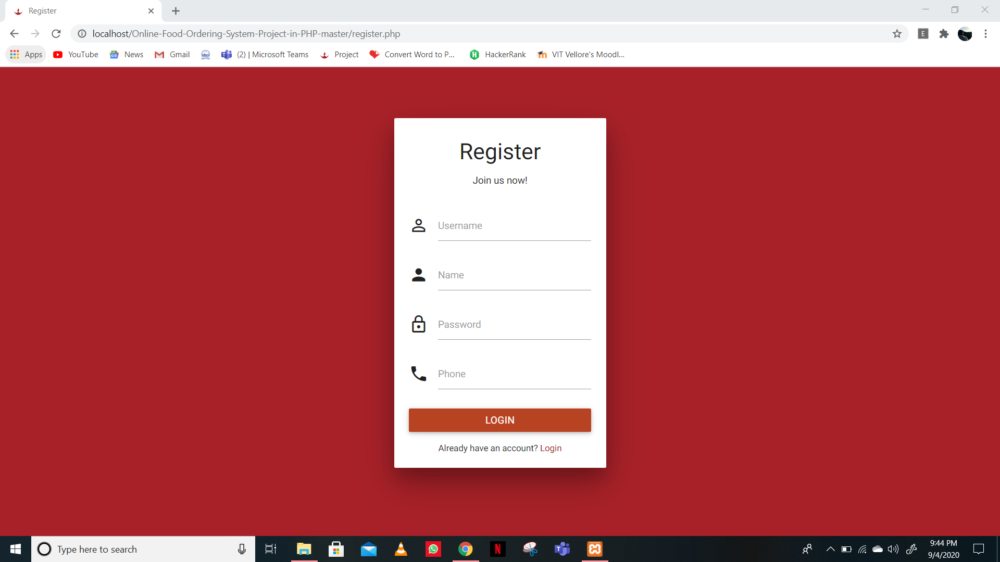 Register
localhost/Online-Food-Ordering-System-Project-in-PHP-master/register.php
E
Apps YouTube News Gmail (2) | Microsoft Teams Project Convert Word to P... HackerRank VIT Vellore's Moodl...
Register
Join us now!
Username
Name
Password
Phone
LOGIN
Already have an account? Login
Type here to search
9:44 PM
9/4/2020